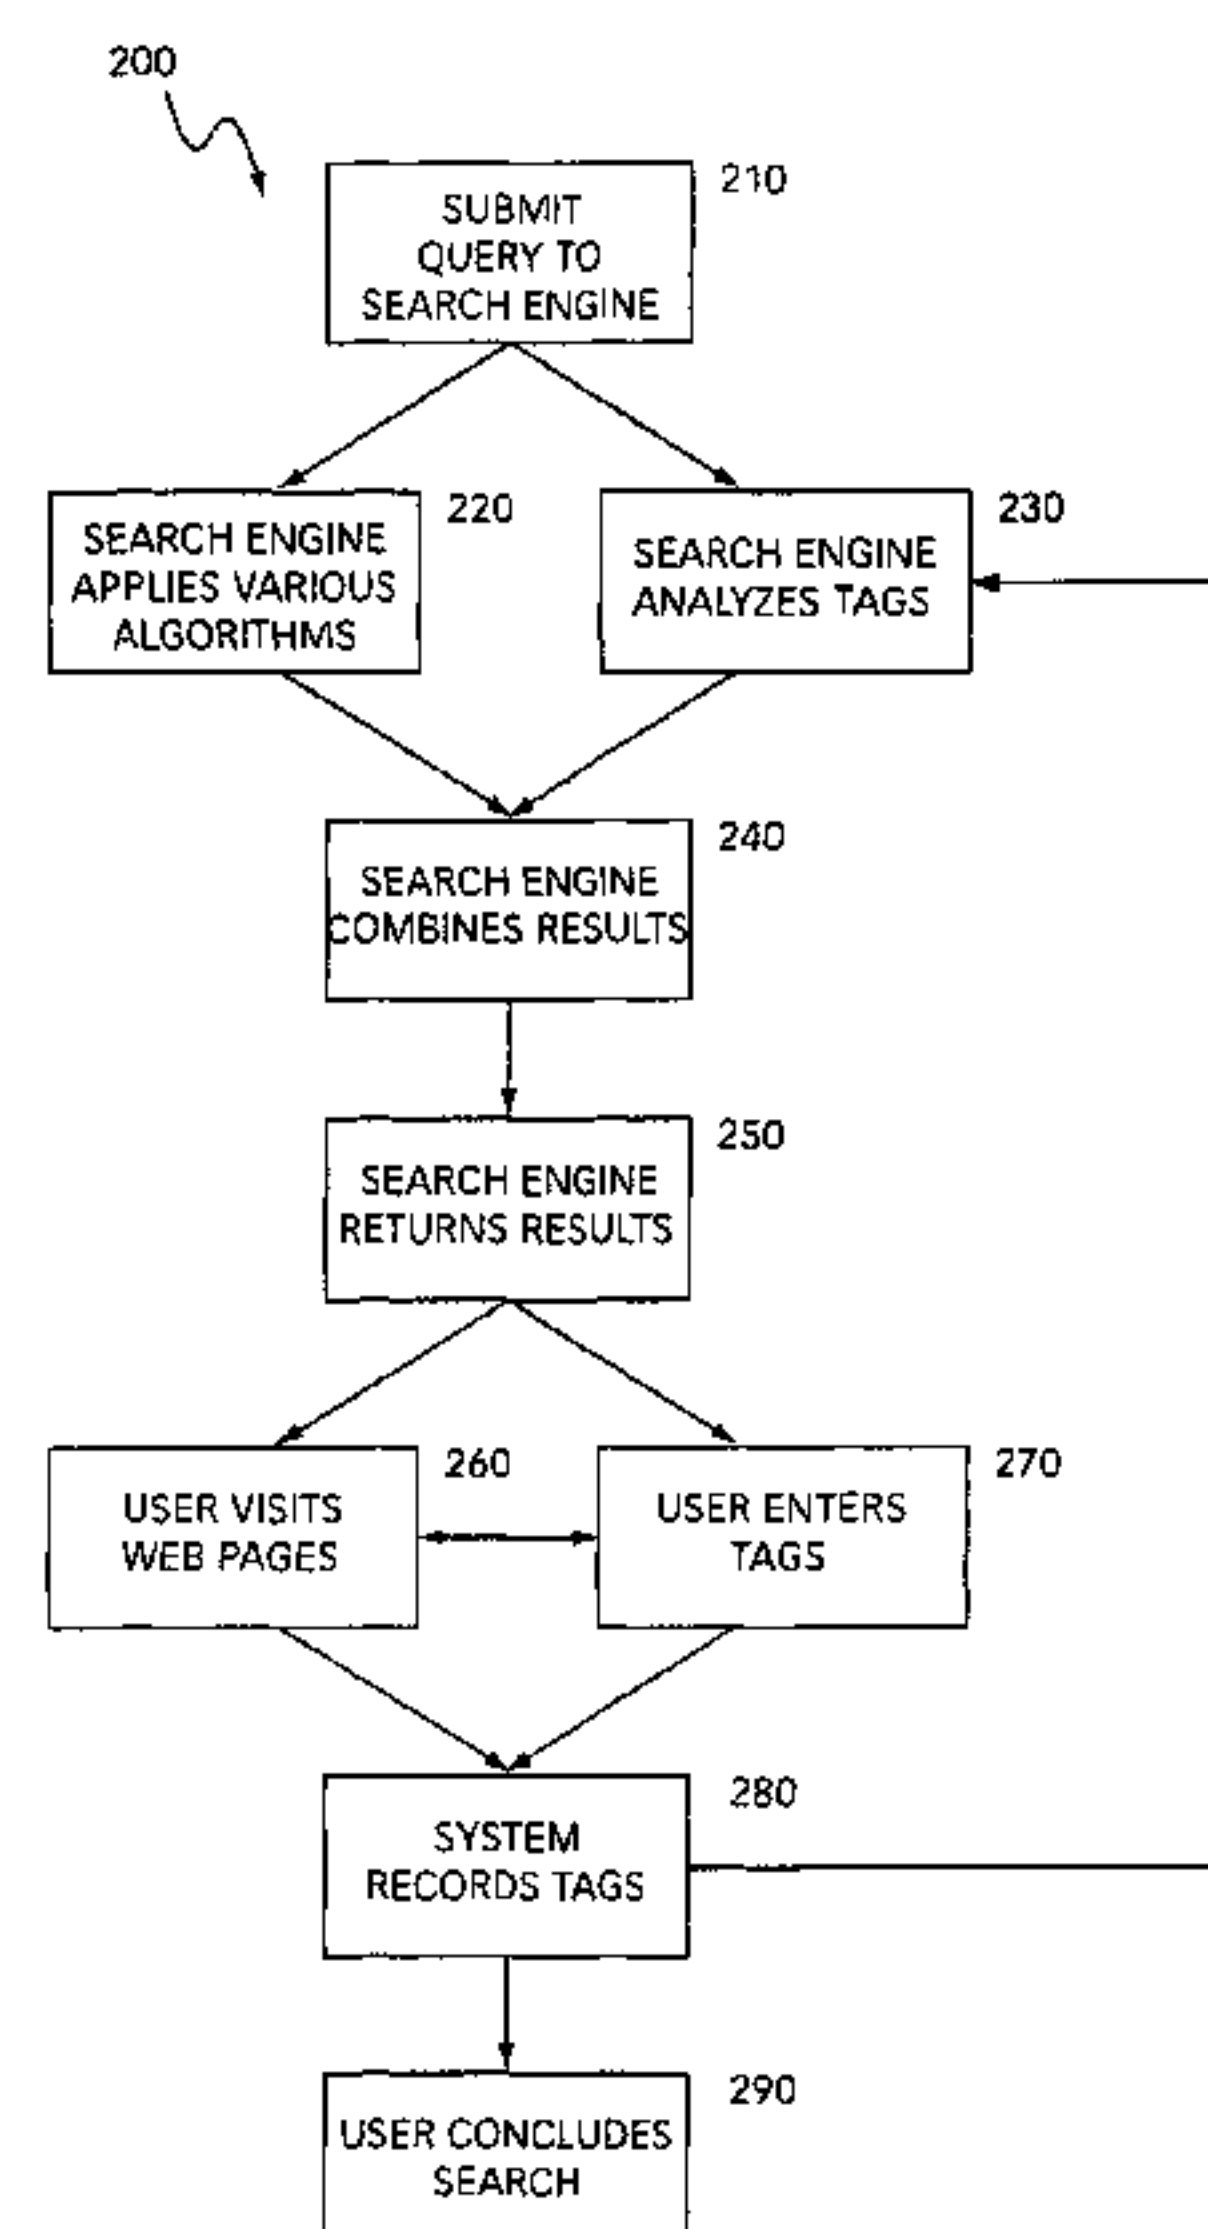 200
210
SUBMIT
QUERY TO
SEARCH ENGINE
220
SEARCH ENGINE
APPLIES VARIOUS
ALGORITHMS
230
SEARCH ENGINE
ANALYZES TAGS
240
SEARCH ENGINE
COMBINES RESULTS
250
SEARCH ENGINE
RETURNS RESULTS
260
USER VISITS
WEB PAGES
270
USER ENTERS
TAGS
280
SYSTEM
RECORDS TAGS
290
USER CONCLUDES
SEARCH